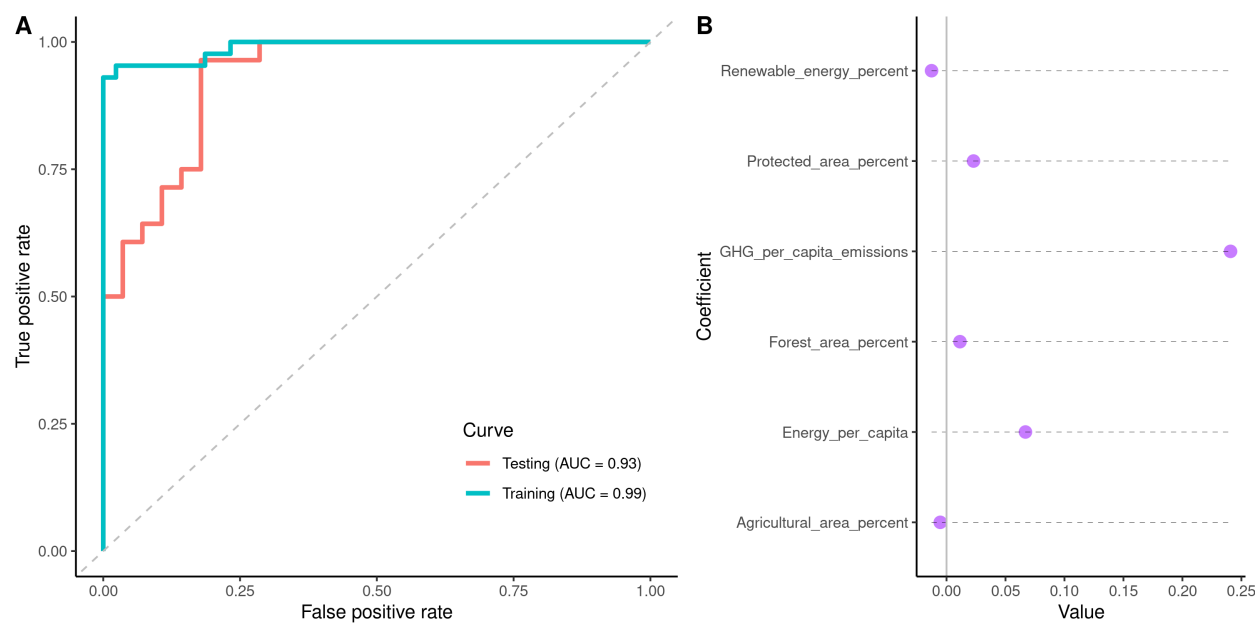 A
True positive rate
1.00
0.75
0.50
0.25
0.00
Curve
Testing (AUC = 0.93)
Training (AUC = 0.99)
0.00 0.25 0.50 0.75 1.00
False positive rate
B
Coefficient
Renewable_energy_percent
Protected_area_percent
GHG_per_capita_emissions
Forest_area_percent
Energy_per_capita
Agricultural_area_percent
0.00 0.05 0.10 0.15 0.20 0.25
Value